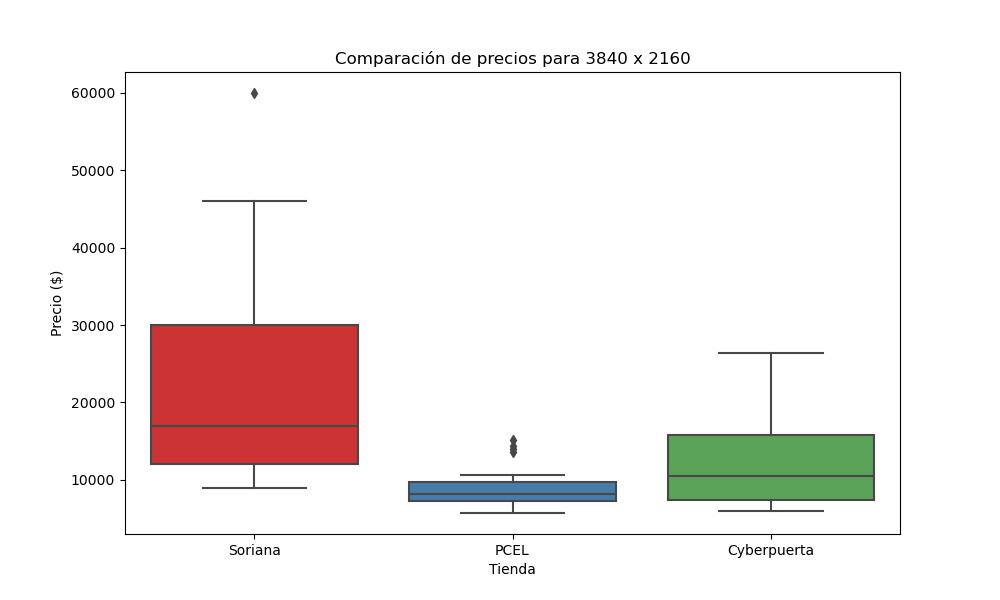 Comparación de precios para 3840 x 2160
Precio ($)
60000
50000
40000
30000
20000
10000
Soriana
PCEL
Cyberpuerta
Tienda